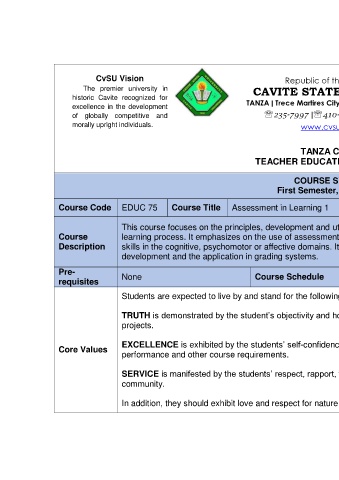 CvSU Vision
The premier university in
historic Cavite recognized for
excellence in the development
of globally competitive and
morally upright individuals.
Republic of th
CAVITE STATE
TANZA | Trece Martires City
☏235-7997 |☏410-
www.cvsu
TANZA C
TEACHER EDUCATI
COURSE S
First Semester,
Course Code EDUC 75 Course Title Assessment in Learning 1
Course
Description
This course focuses on the principles, development and ut
learning process. It emphasizes on the use of assessment
skills in the cognitive, psychomotor or affective domains. It
development and the application in grading systems.
Pre-
requisites
None Course Schedule
Core Values
Students are expected to live by and stand for the following
TRUTH is demonstrated by the student's objectivity and ho
projects.
EXCELLENCE is exhibited by the students' self-confidenc
performance and other course requirements.
SERVICE is manifested by the students' respect, rapport,
community.
In addition, they should exhibit love and respect for nature